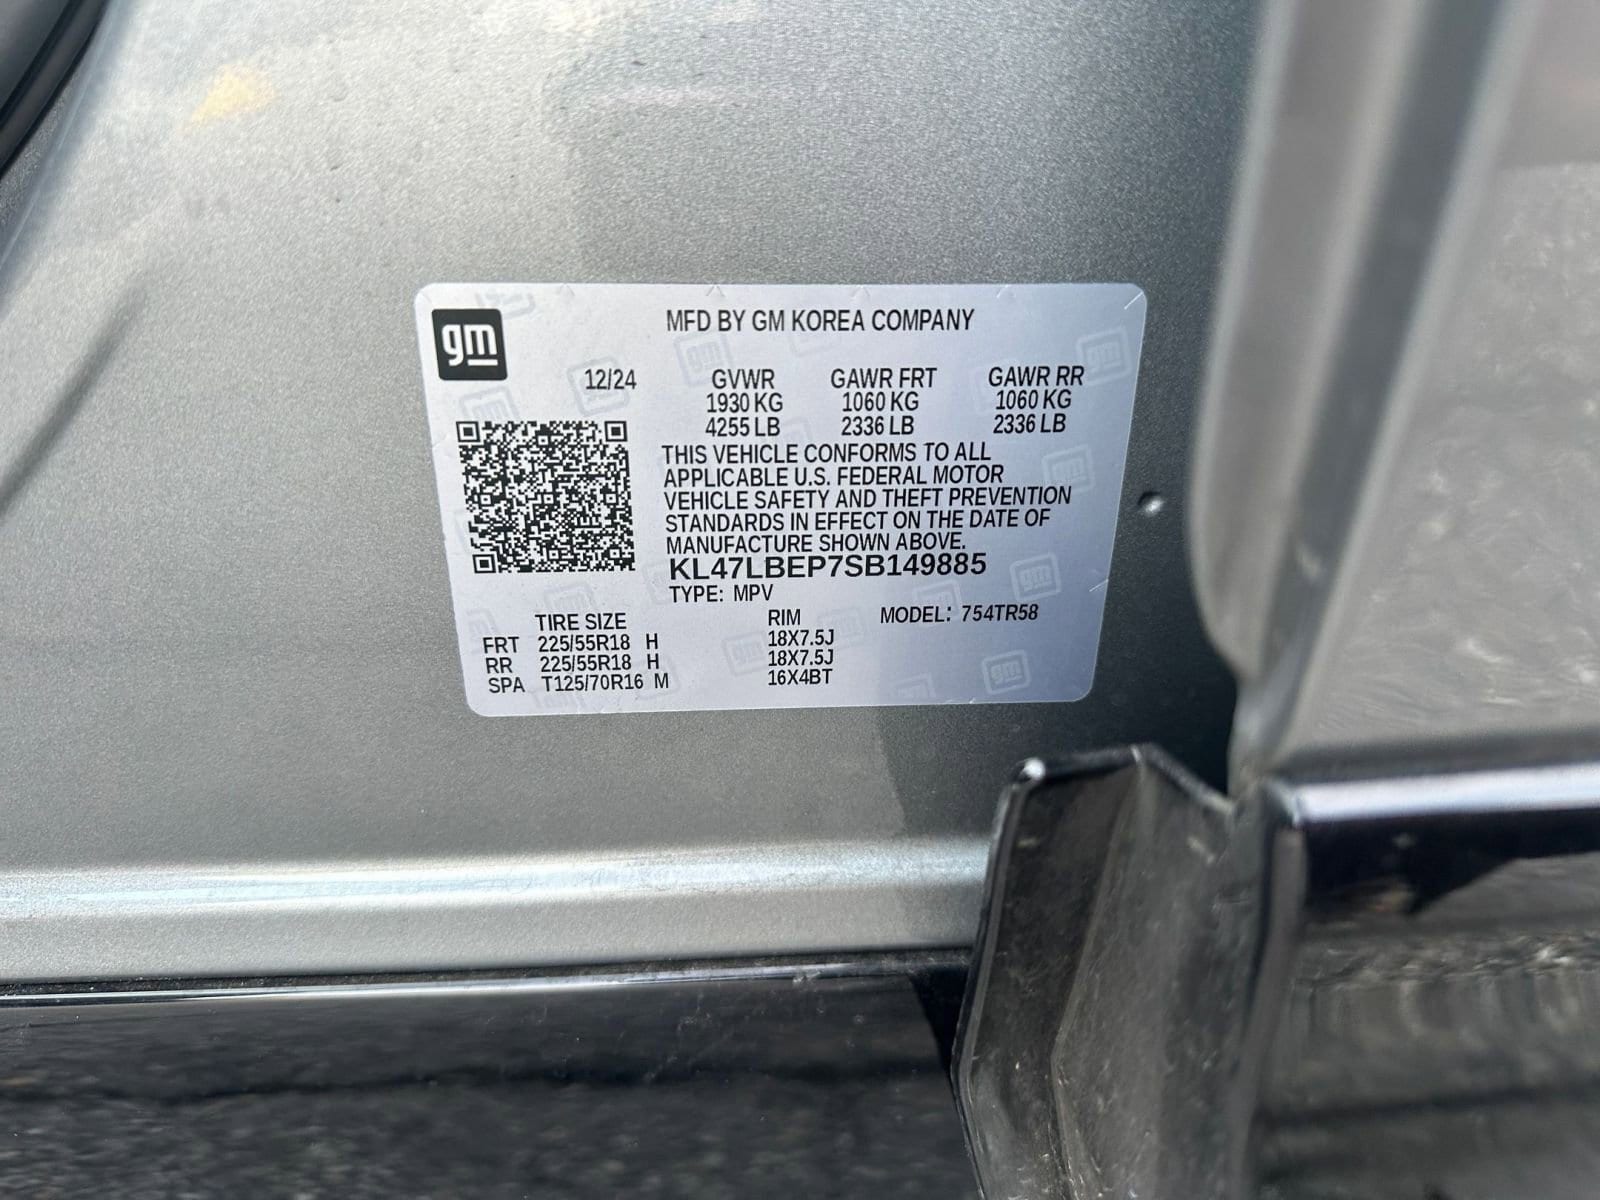 gm
MFD BY GM KOREA COMPANY
12/24 GVWR GAWR FRT GAWR RR
1930 KG 1060 KG 1060 KG
4255 LB 2336 LB 2336 LB
THIS VEHICLE CONFORMS TO ALL
APPLICABLE U.S. FEDERAL MOTOR
VEHICLE SAFETY AND THEFT PREVENTION
STANDARDS IN EFFECT ON THE DATE OF
MANUFACTURE SHOWN ABOVE.
KL47LBEP7SB149885
TYPE: MPV
TIRE SIZE RIM MODEL: 754TR58
FRT 225/55R18 H 18X7.5J
RR 225/55R18 H 18X7.5J
SPA T125/70R16 M 16X4BT